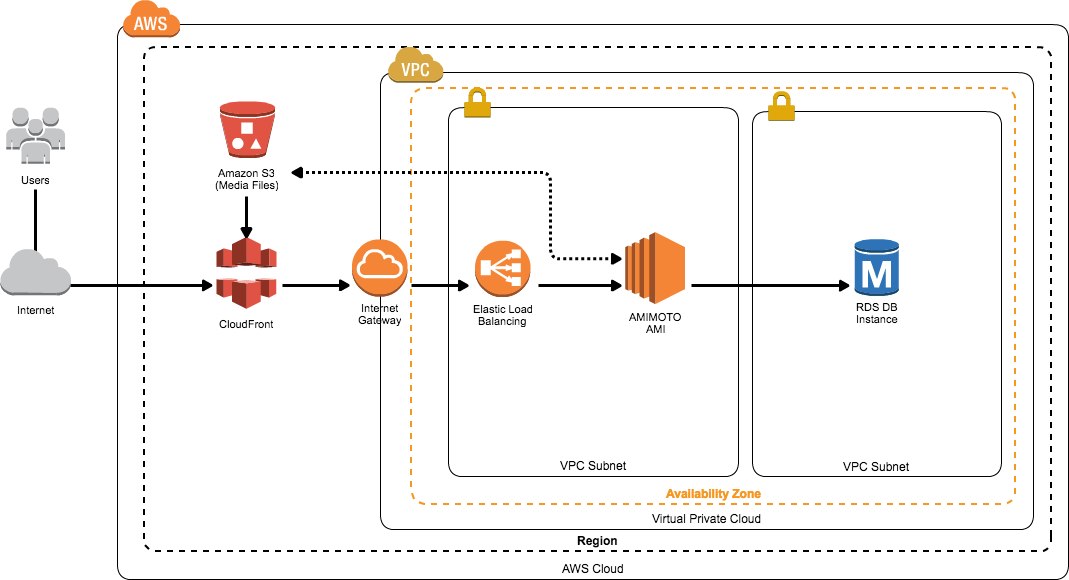 AWS
VPC
Users
Amazon S3
(Media Files)
Internet
CloudFront
Internet
Gateway
Elastic Load
Balancing
AMIMOTO
AMI
M
RDS DB
Instance
VPC Subnet
VPC Subnet
Availability Zone
Virtual Private Cloud
Region
AWS Cloud